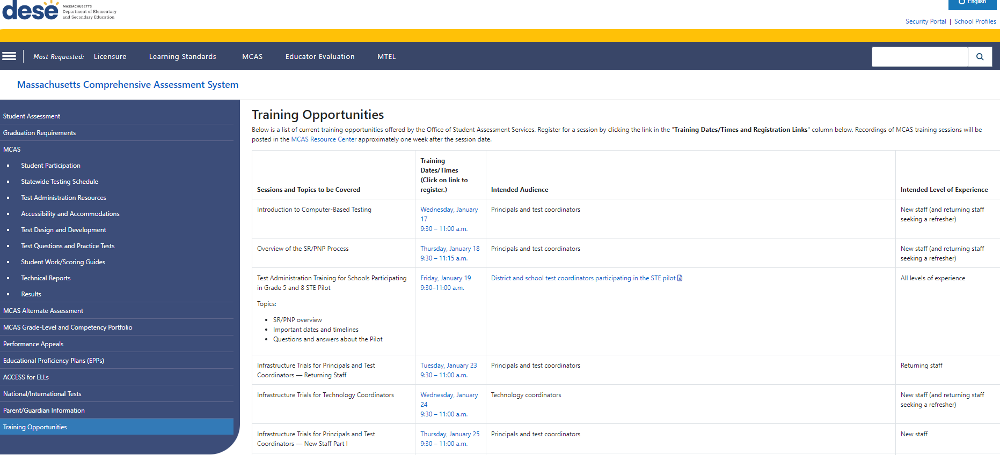 dese
MASSACHUSETTS
Department of Elementary
and Secondary Education
English
Security Portal | School Profiles
Most Requested: Licensure Learning Standards MCAS Educator Evaluation MTEL
Massachusetts Comprehensive Assessment System
Student Assessment
Graduation Requirements
MCAS
Student Participation
Statewide Testing Schedule
Test Administration Resources
Accessibility and Accommodations
Test Design and Development
Test Questions and Practice Tests
Student Work/Scoring Guides
Technical Reports
Results
MCAS Alternate Assessment
MCAS Grade-Level and Competency Portfolio
Performance Appeals
Educational Proficiency Plans (EPPs)
ACCESS for ELLs
National/International Tests
Parent/Guardian Information
Training Opportunities
Training Opportunities
Below is a list of current training opportunities offered by the Office of Student Assessment Services. Register for a session by clicking the link in the "Training Dates/Times and Registration Links" column below. Recordings of MCAS training sessions will be
posted in the MCAS Resource Center approximately one week after the session date.
Sessions and Topics to be Covered
Training
Dates/Times
(Click on link to
register.)
Intended Audience
Intended Level of Experience
Introduction to Computer-Based Testing
Wednesday, January
17
9:30 – 11:00 a.m.
Principals and test coordinators
New staff (and returning staff
seeking a refresher)
Overview of the SR/PNP Process
Thursday, January 18
9:30 – 11:15 a.m.
Principals and test coordinators
New staff (and returning staff
seeking a refresher)
Test Administration Training for Schools Participating
in Grade 5 and 8 STE Pilot
Topics:
• SR/PNP overview
• Important dates and timelines
• Questions and answers about the Pilot
Friday, January 19
9:30–11:00 a.m.
District and school test coordinators participating in the STE pilot
All levels of experience
Infrastructure Trials for Principals and Test
Coordinators — Returning Staff
Tuesday, January 23
9:30 – 11:00 a.m.
Principals and test coordinators
Returning staff
Infrastructure Trials for Technology Coordinators
Wednesday, January
24
9:30 – 11:00 a.m.
Technology coordinators
New staff (and returning staff
seeking a refresher)
Infrastructure Trials for Principals and Test
Coordinators — New Staff Part I
Thursday, January 25
9:30 – 11:00 a.m.
Principals and test coordinators
New staff